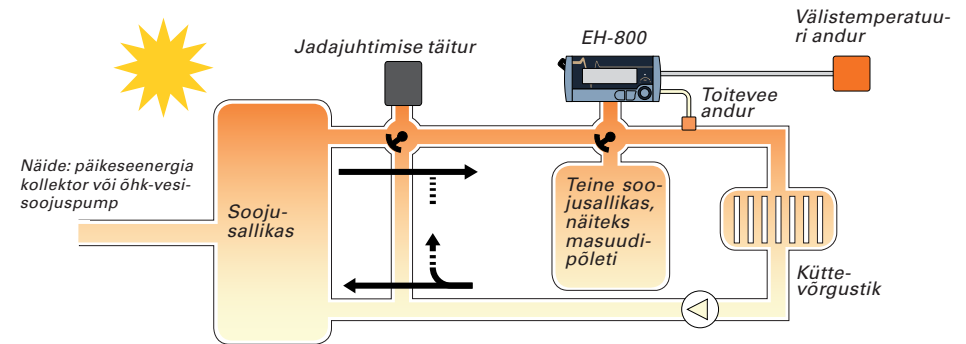 Jadajuhtimise täitur
EH-800
Välistemperatuu-
ri andur
Toitevee
andur
Näide: päikeseenergia
kollektor või õhk-vesi-
soojuspump
Sooju-
sallikas
Teine soo-
jusallikas,
näiteks
masuudi-
põleti
Kütte-
võrgustik